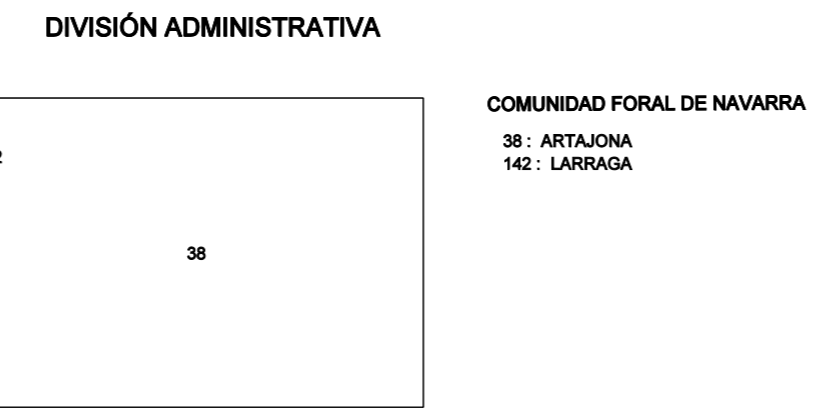 DIVISIÓN ADMINISTRATIVA
COMUNIDAD FORAL DE NAVARRA
38 : ARTAJONA
142 : LARRAGA
38